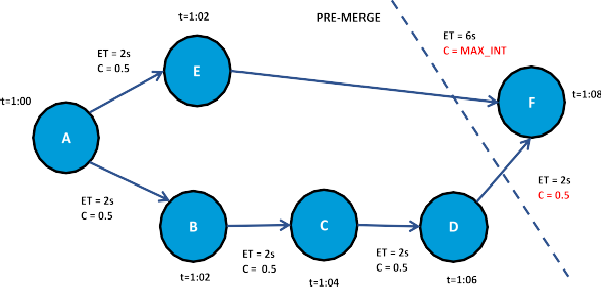 t=1:02
PRE-MERGE
ET = 6s
C = MAX_INT
ET = 2s
C = 0.5
E
F
t=1:08
t=1:00
A
ET = 2s
C = 0.5
ET = 2s
C = 0.5
B
C
D
ET = 2s
C = 0.5
ET = 2s
C = 0.5
t=1:02
t=1:04
t=1:06